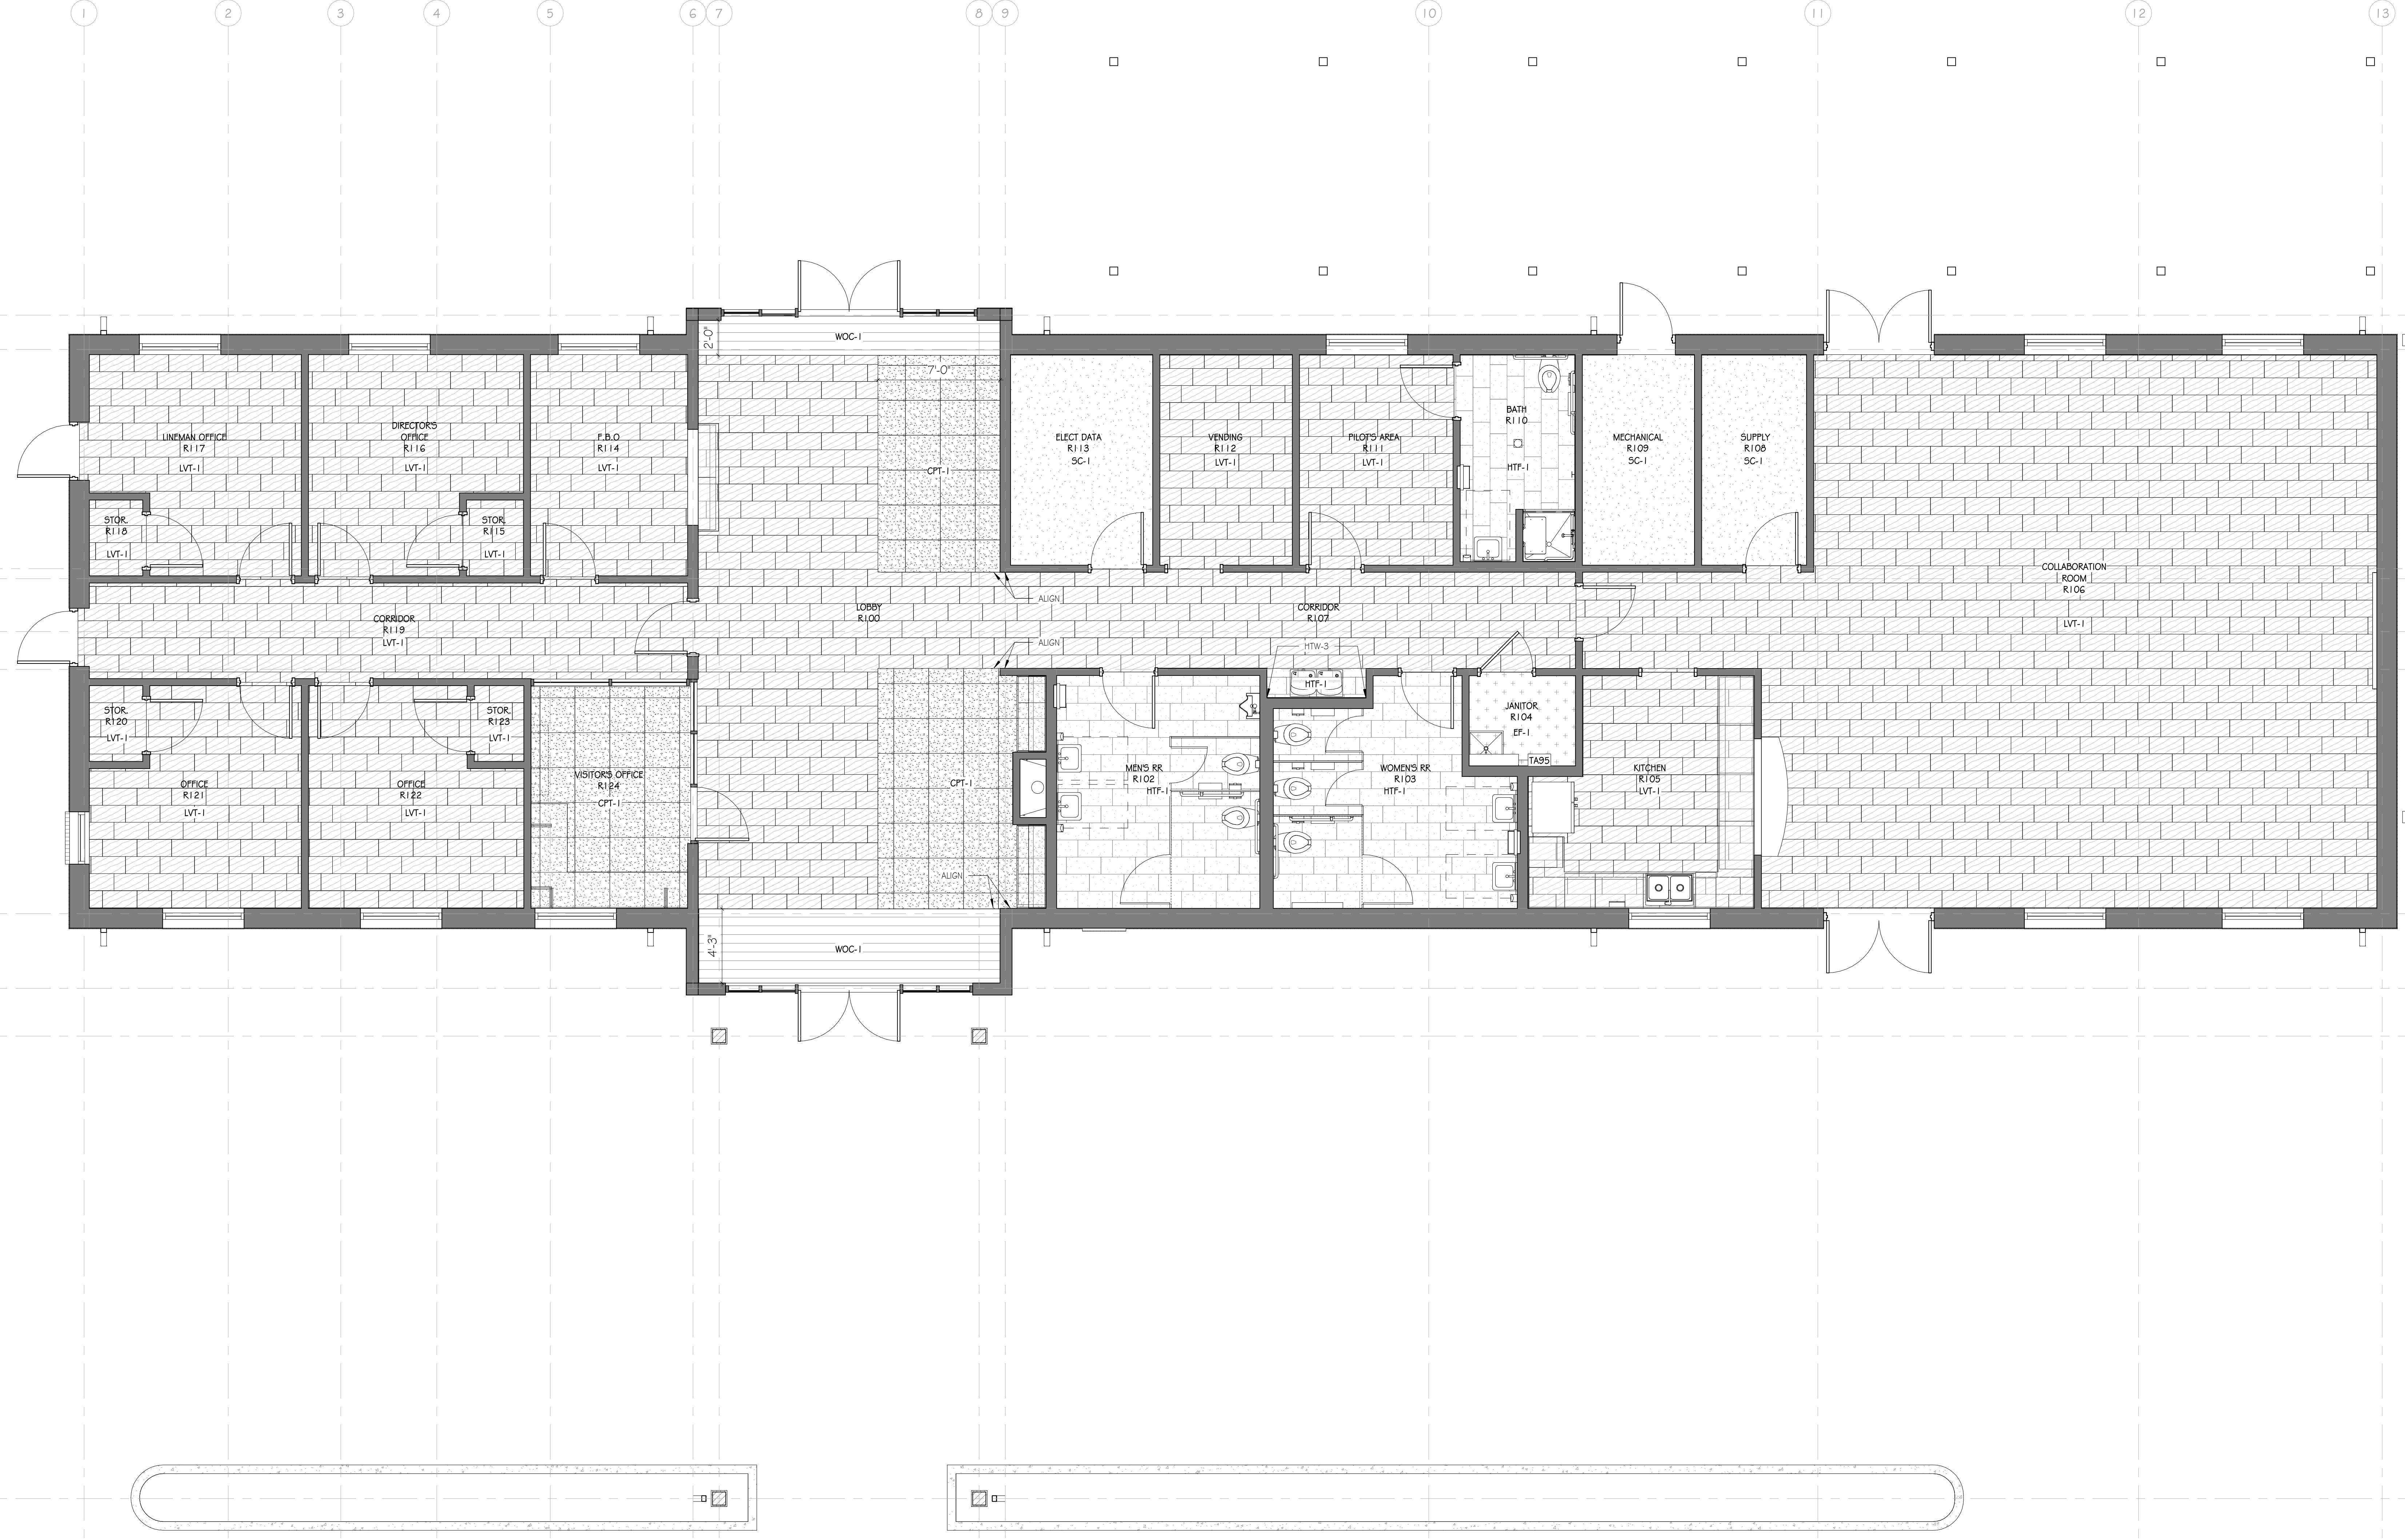 1 2 3 4 5 6 7 8 9 10 11 12 13
2'-0"
WOC-1
7'-0"
CPT-1
LINEMAN OFFICE
R117
LVT-1
DIRECTOR'S
OFFICE
R116
LVT-1
F.B.O
R114
LVT-1
ELECT DATA
R113
SC-1
VENDING
R112
LVT-1
PILOT'S AREA
R111
LVT-1
BATH
R110
HTF-1
MECHANICAL
R109
SC-1
SUPPLY
R108
SC-1
STOR.
R118
LVT-1
STOR.
R115
LVT-1
COLLABORATION
ROOM
R106
LVT-1
CORRIDOR
R119
LVT-1
LOBBY
R100
ALIGN
ALIGN
CORRIDOR
R107
HTW-3
HTF-1
STOR.
R120
LVT-1
STOR.
R123
LVT-1
JANITOR
R104
EF-1
TA95
OFFICE
R121
LVT-1
OFFICE
R122
LVT-1
VISITOR'S OFFICE
R124
CPT-1
CPT-1
MEN'S RR
R102
HTF-1
WOMEN'S RR
R103
HTF-1
KITCHEN
R105
LVT-1
ALIGN
4'-3"
WOC-1